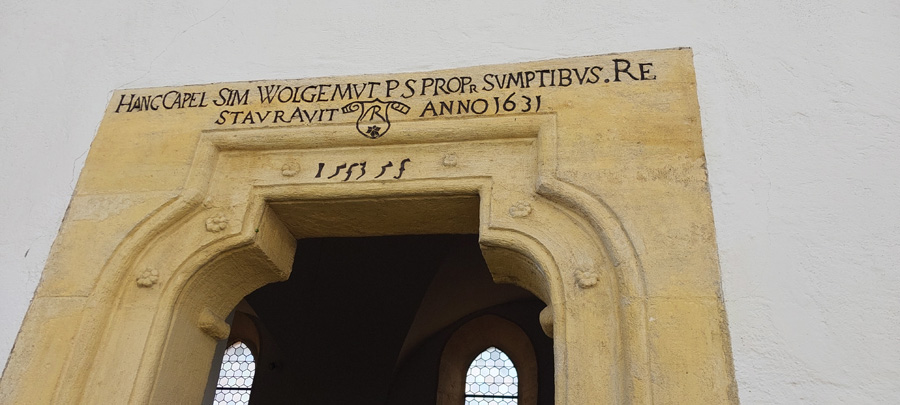 HANC CAPEL SIM WOLGEMVT P S PROPR SVMPTIBVS. RE
STAVRAVIT R ANNO 1631